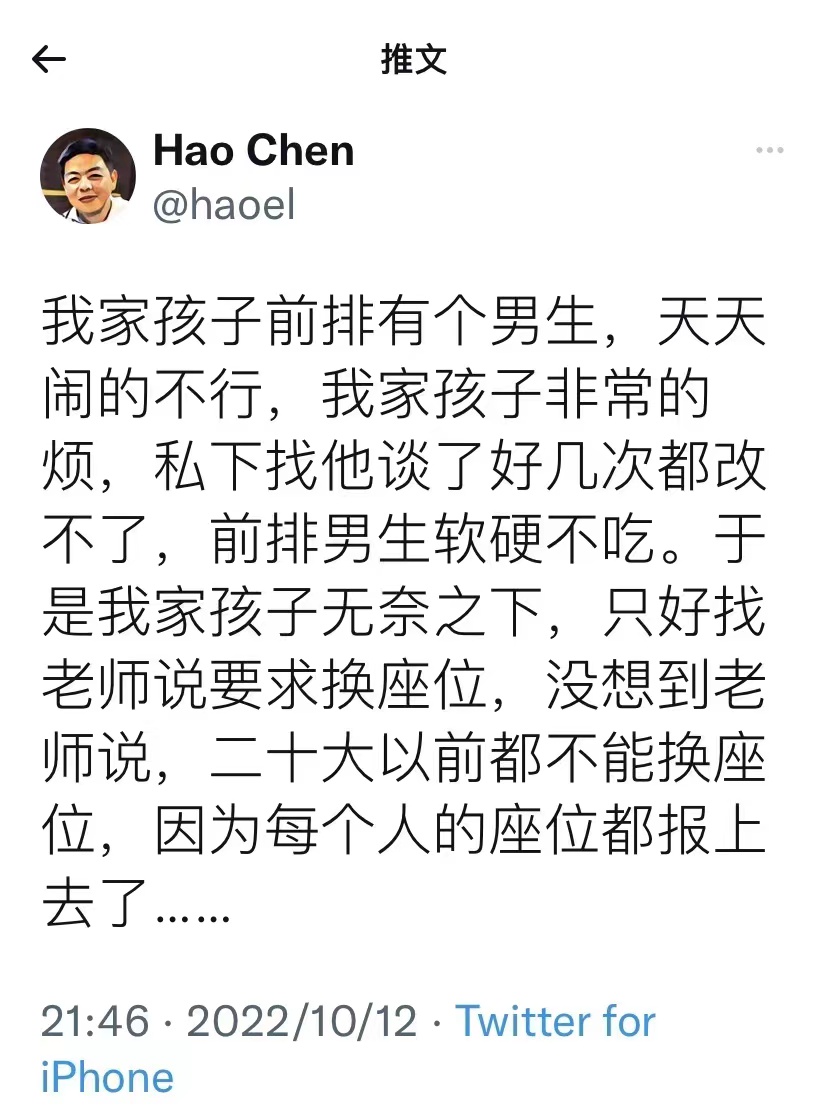 推文
Hao Chen
@haoel
我家孩子前排有个男生，天天
闹的不行，我家孩子非常的
烦，私下找他谈了好几次都改
不了，前排男生软硬不吃。于
是我家孩子无奈之下，只好找
老师说要求换座位，没想到老
师说，二十大以前都不能换座
位，因为每个人的座位都报上
去了……
21:46 · 2022/10/12 · Twitter for
iPhone